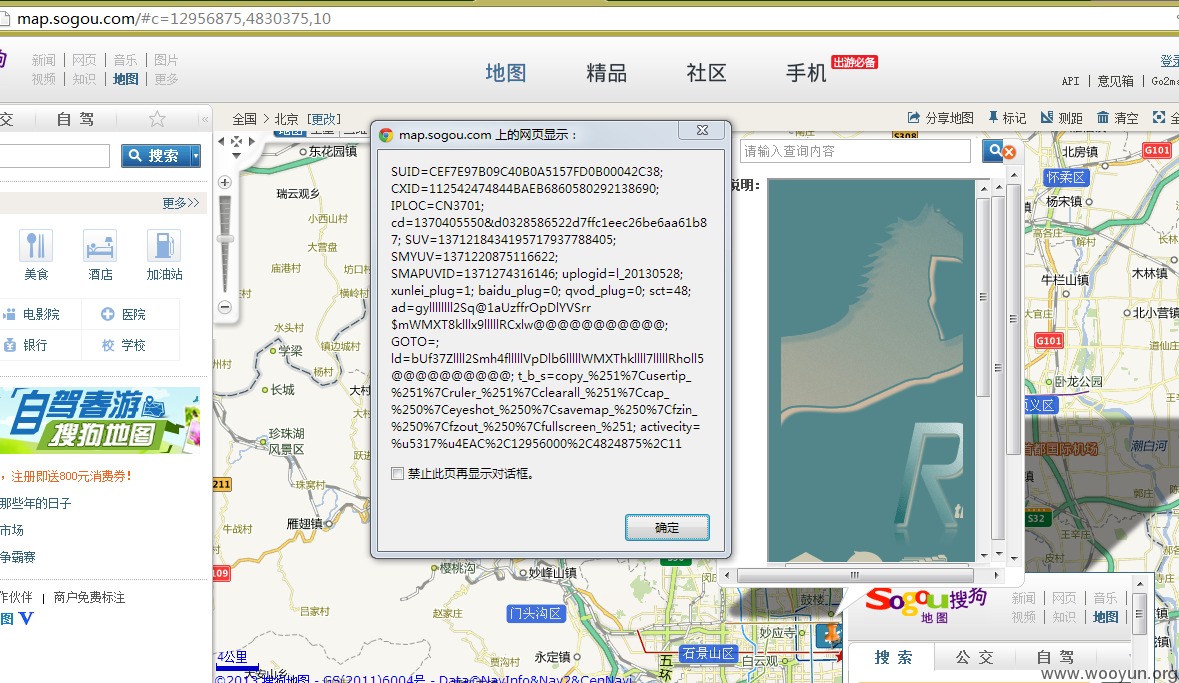 map.sogou.com/#c=12956875,4830375,10
新闻 | 网页 | 音乐 | 图片
视频 | 知识 | 地图 | 更多
地图 精品 社区 手机 出游必备
登录
API | 意见箱 |
自 驾
全国 > 北京 [更改]
分享地图 标记 测距 清空
搜索
更多>>
美食 酒店 加油站
电影院 医院
银行 学校
自驾春游
搜狗地图
，注册即送800元消费券!
那些年的日子
市场
争霸赛
作伙伴 | 商户免费标注
map.sogou.com 上的网页显示：
SUID=CEF7E97B09C40B0A5157FD0B00042C38;
CXID=112542474844BAEB6860580292138690;
IPLOC=CN3701;
cd=1370405550&d0328586522d7ffc1eec26be6aa61b8
7; SUV=1371218434195717937788405;
SMYUV=1371220875116622;
SMAPUVID=1371274316146; uplogid=l_20130528;
xunlei_plug=1; baidu_plug=0; qvod_plug=0; sct=48;
ad=gyllllllll2Sq@1aUzffrOpDlYVSrr
$mWMXT8klllx9lllllRCxlw@@@@@@@@@@@;
GOTO=;
ld=bUf37Zllll2Smh4flllllVpDlb6lllllWMXThkllll7lllllRholl5
@@@@@@@@@@; t_b_s=copy_%251%7Cusertip_
%251%7Cruler_%251%7Cclearall_%251%7Ccap_
%250%7Ceyeshot_%250%7Csavemap_%250%7Cfzin_
%250%7Cfzout_%250%7Cfullscreen_%251; activecity=
%u5317%u4EAC%2C12956000%2C4824875%2C11
禁止此页再显示对话框。
确定
请输入查询内容
说明：
R
东花园镇
瑞云观乡
小西山村
大营盘
庙港村
水头村
学梁
镇边城村
杨村
长城
珍珠湖
风景区
珠窝村
雁翅镇
牛战村
211
109
樱桃沟
妙峰山镇
赵家庄
吕家村
门头沟区
贾沟村
永定镇
石景山区
五环
白云观
妙应寺
鼓楼
S308
北房镇
G101
怀柔区
杨宋镇
木林镇
牛栏山镇
大官庄
北小营镇
G101
卧龙公园
首都国际机场
潮白河
S32
4公里
©2013 搜狗地图 - GS(2011)6004号 - Data©NavInfo&Nav2&CenNavi
Sogou搜狗
地图
新闻 | 网页 | 音乐
视频 | 知识 | 地图
搜 索 公 交 自 驾
www.wooyun.org